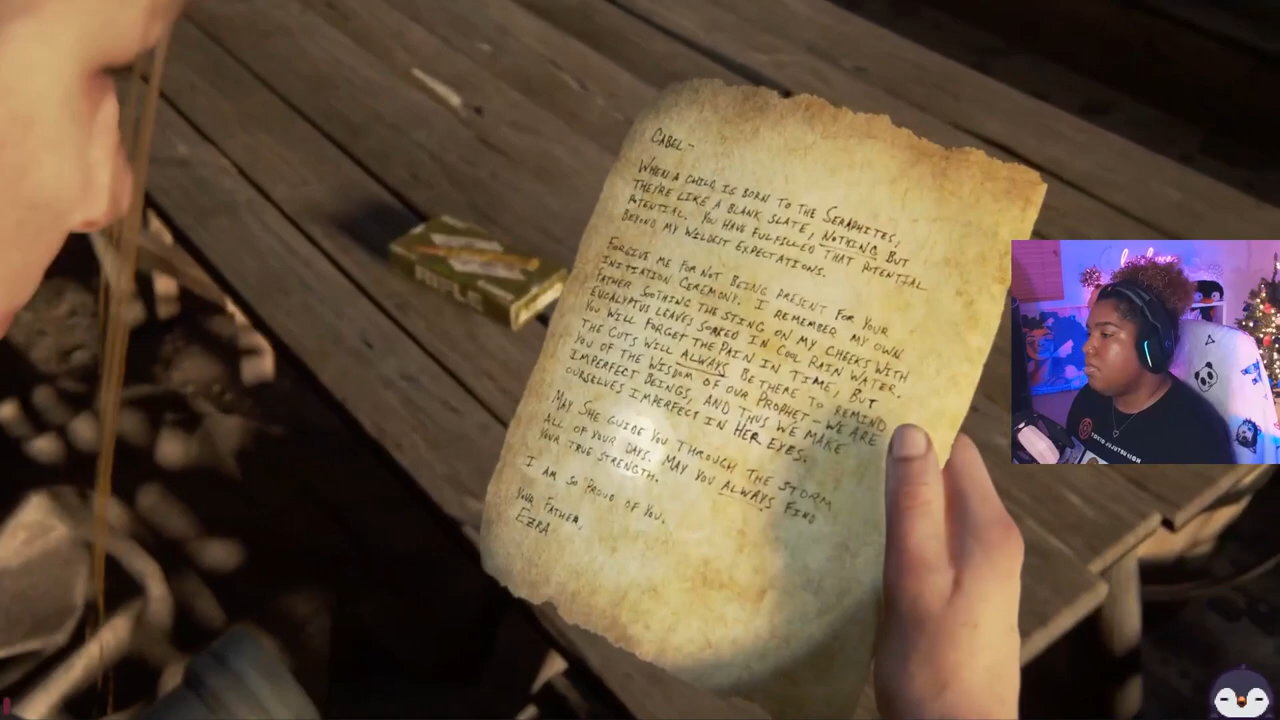 CABEL-
WHEN A CHILD IS BORN TO THE SERAPHITES,
THEY'RE LIKE A BLANK SLATE, NOTHING BUT
POTENTIAL. YOU HAVE FULFILLED THAT POTENTIAL
BEYOND MY WILDEST EXPECTATIONS.
FORGIVE ME FOR NOT BEING PRESENT FOR YOUR
INITIATION CEREMONY. I REMEMBER MY OWN
FATHER SOOTHING THE STING ON MY CHEEKS WITH
EUCALYPTUS LEAVES SOAKED IN COOL RAIN WATER.
YOU WILL FORGET THE PAIN IN TIME, BUT
THE CUTS WILL ALWAYS BE THERE TO REMIND
YOU OF THE WISDOM OF OUR PROPHET - WE ARE
IMPERFECT BEINGS, AND THUS WE MAKE
OURSELVES IMPERFECT IN HER EYES.
MAY SHE GUIDE YOU THROUGH THE STORM
ALL OF YOUR DAYS. MAY YOU ALWAYS FIND
YOUR TRUE STRENGTH.
I AM SO PROUD OF YOU.
YOUR FATHER,
EZRA
RIFLE